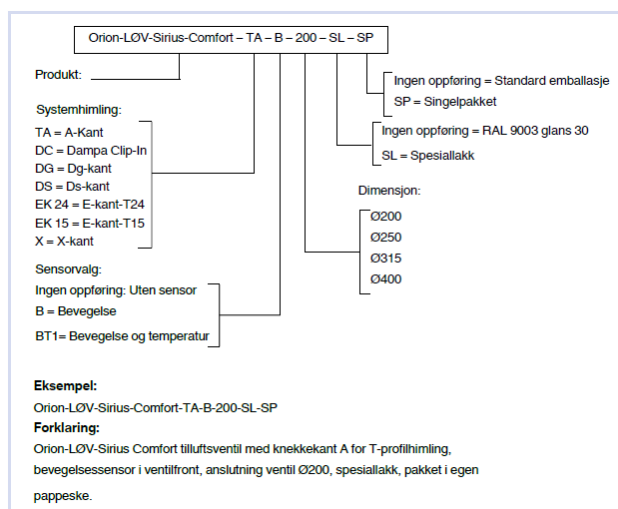 Orion-LØV-Sirius-Comfort – TA – B – 200 – SL – SP
Produkt:
Ingen oppføring = Standard emballasje
SP = Singelpakket
Systemhimling:
TA = A-Kant
DC = Dampa Clip-In
DG = Dg-kant
DS = Ds-kant
EK 24 = E-kant-T24
EK 15 = E-kant-T15
X = X-kant
Ingen oppføring = RAL 9003 glans 30
SL = Spesiallakk
Dimensjon:
Ø200
Ø250
Ø315
Ø400
Sensorvalg:
Ingen oppføring: Uten sensor
B = Bevegelse
BT1= Bevegelse og temperatur
Eksempel:
Orion-LØV-Sirius-Comfort-TA-B-200-SL-SP
Forklaring:
Orion-LØV-Sirius Comfort tilluftsventil med knekkekant A for T-profilhimling,
bevegelsessensor i ventilfront, anslutning ventil Ø200, spesiallakk, pakket i egen
pappeske.